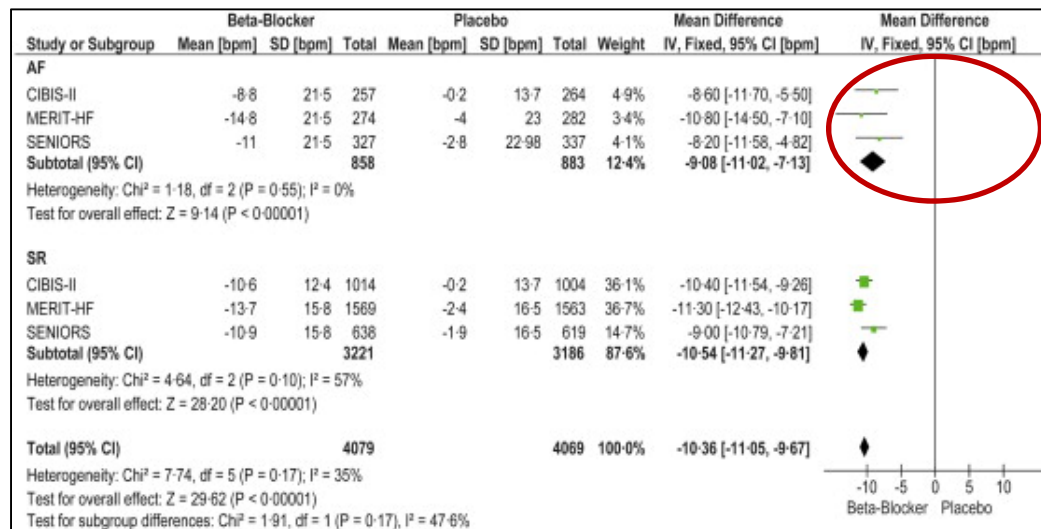 Beta-Blocker Placebo Mean Difference Mean Difference
Study or Subgroup Mean [bpm] SD [bpm] Total Mean [bpm] SD [bpm] Total Weight IV, Fixed, 95% CI [bpm] IV, Fixed, 95% CI [bpm]
AF
CIBIS-II -8·8 21·5 257 -0·2 13·7 264 4·9% -8·60 [-11·70, -5·50]
MERIT-HF -14·8 21·5 274 -4 23 282 3·4% -10·80 [-14·50, -7·10]
SENIORS -11 21·5 327 -2·8 22·98 337 4·1% -8·20 [-11·58, -4·82]
Subtotal (95% CI) 858 883 12·4% -9·08 [-11·02, -7·13]
Heterogeneity: Chi² = 1·18, df = 2 (P = 0·55); I² = 0%
Test for overall effect: Z = 9·14 (P < 0·00001)
SR
CIBIS-II -10·6 12·4 1014 -0·2 13·7 1004 36·1% -10·40 [-11·54, -9·26]
MERIT-HF -13·7 15·8 1569 -2·4 16·5 1563 36·7% -11·30 [-12·43, -10·17]
SENIORS -10·9 15·8 638 -1·9 16·5 619 14·7% -9·00 [-10·79, -7·21]
Subtotal (95% CI) 3221 3186 87·6% -10·54 [-11·27, -9·81]
Heterogeneity: Chi² = 4·64, df = 2 (P = 0·10); I² = 57%
Test for overall effect: Z = 28·20 (P < 0·00001)
Total (95% CI) 4079 4069 100·0% -10·36 [-11·05, -9·67]
Heterogeneity: Chi² = 7·74, df = 5 (P = 0·17); I² = 35%
Test for overall effect: Z = 29·62 (P < 0·00001)
Test for subgroup differences: Chi² = 1·91, df = 1 (P = 0·17), I² = 47·6%
-10 -5 0 5 10
Beta-Blocker Placebo